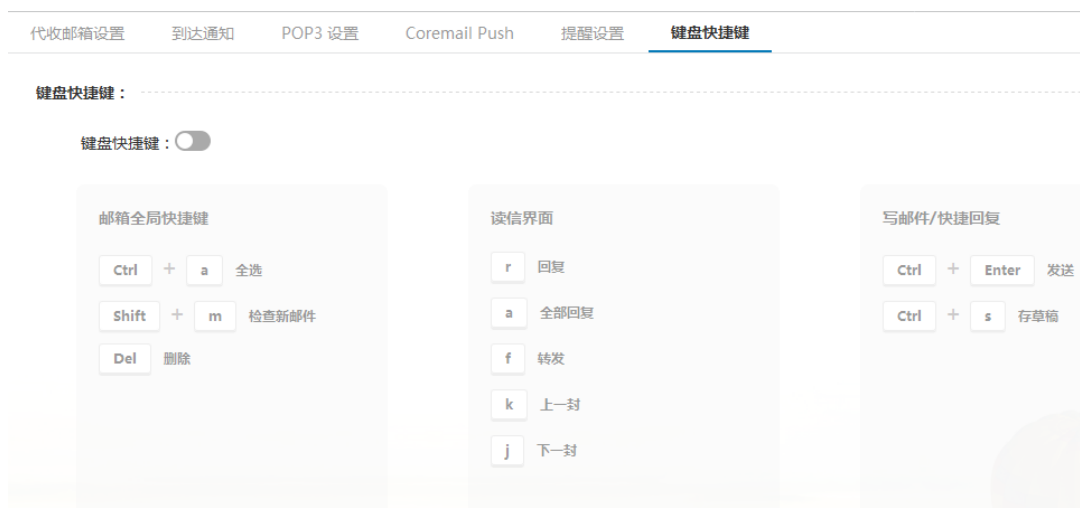 代收邮箱设置 到达通知 POP3 设置 Coremail Push 提醒设置 键盘快捷键
键盘快捷键：
键盘快捷键：
邮箱全局快捷键
Ctrl + a 全选
Shift + m 检查新邮件
Del 删除
读信界面
r 回复
a 全部回复
f 转发
k 上一封
j 下一封
写邮件/快捷回复
Ctrl + Enter 发送
Ctrl + s 存草稿